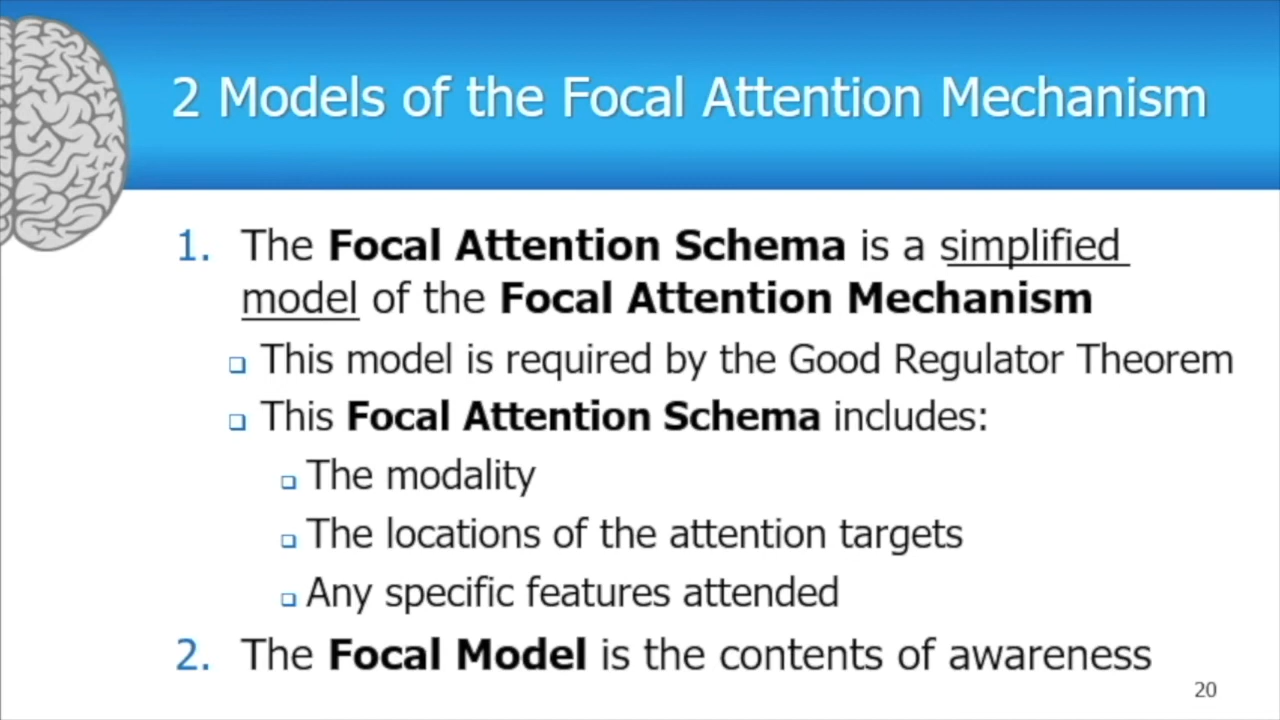 2 Models of the Focal Attention Mechanism
1. The Focal Attention Schema is a simplified
model of the Focal Attention Mechanism
❑ This model is required by the Good Regulator Theorem
❑ This Focal Attention Schema includes:
❑ The modality
❑ The locations of the attention targets
❑ Any specific features attended
2. The Focal Model is the contents of awareness
20